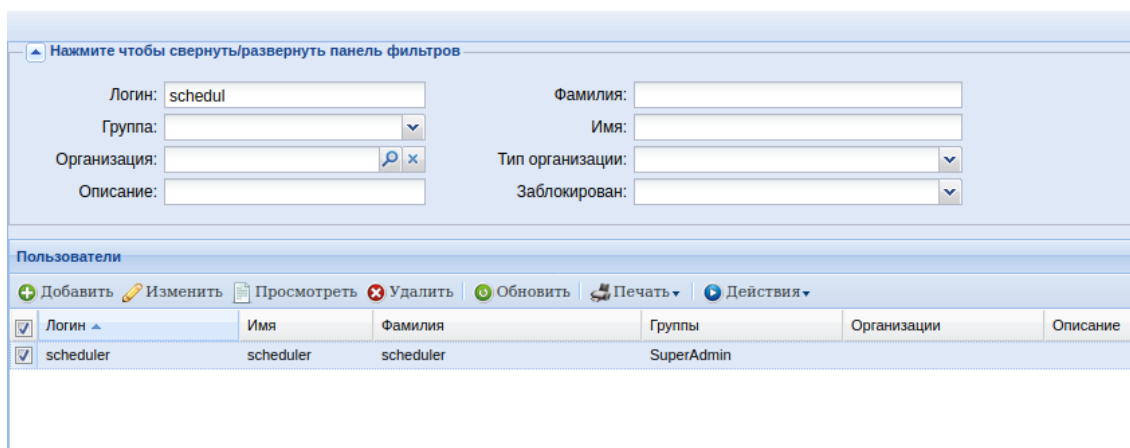 Нажмите чтобы свернуть/развернуть панель фильтров
Логин: schedul Фамилия:
Группа: Имя:
Организация: Тип организации:
Описание: Заблокирован:
Пользователи
Добавить Изменить Просмотреть Удалить Обновить Печать Действия
Логин Имя Фамилия Группы Организации Описание
scheduler scheduler scheduler SuperAdmin